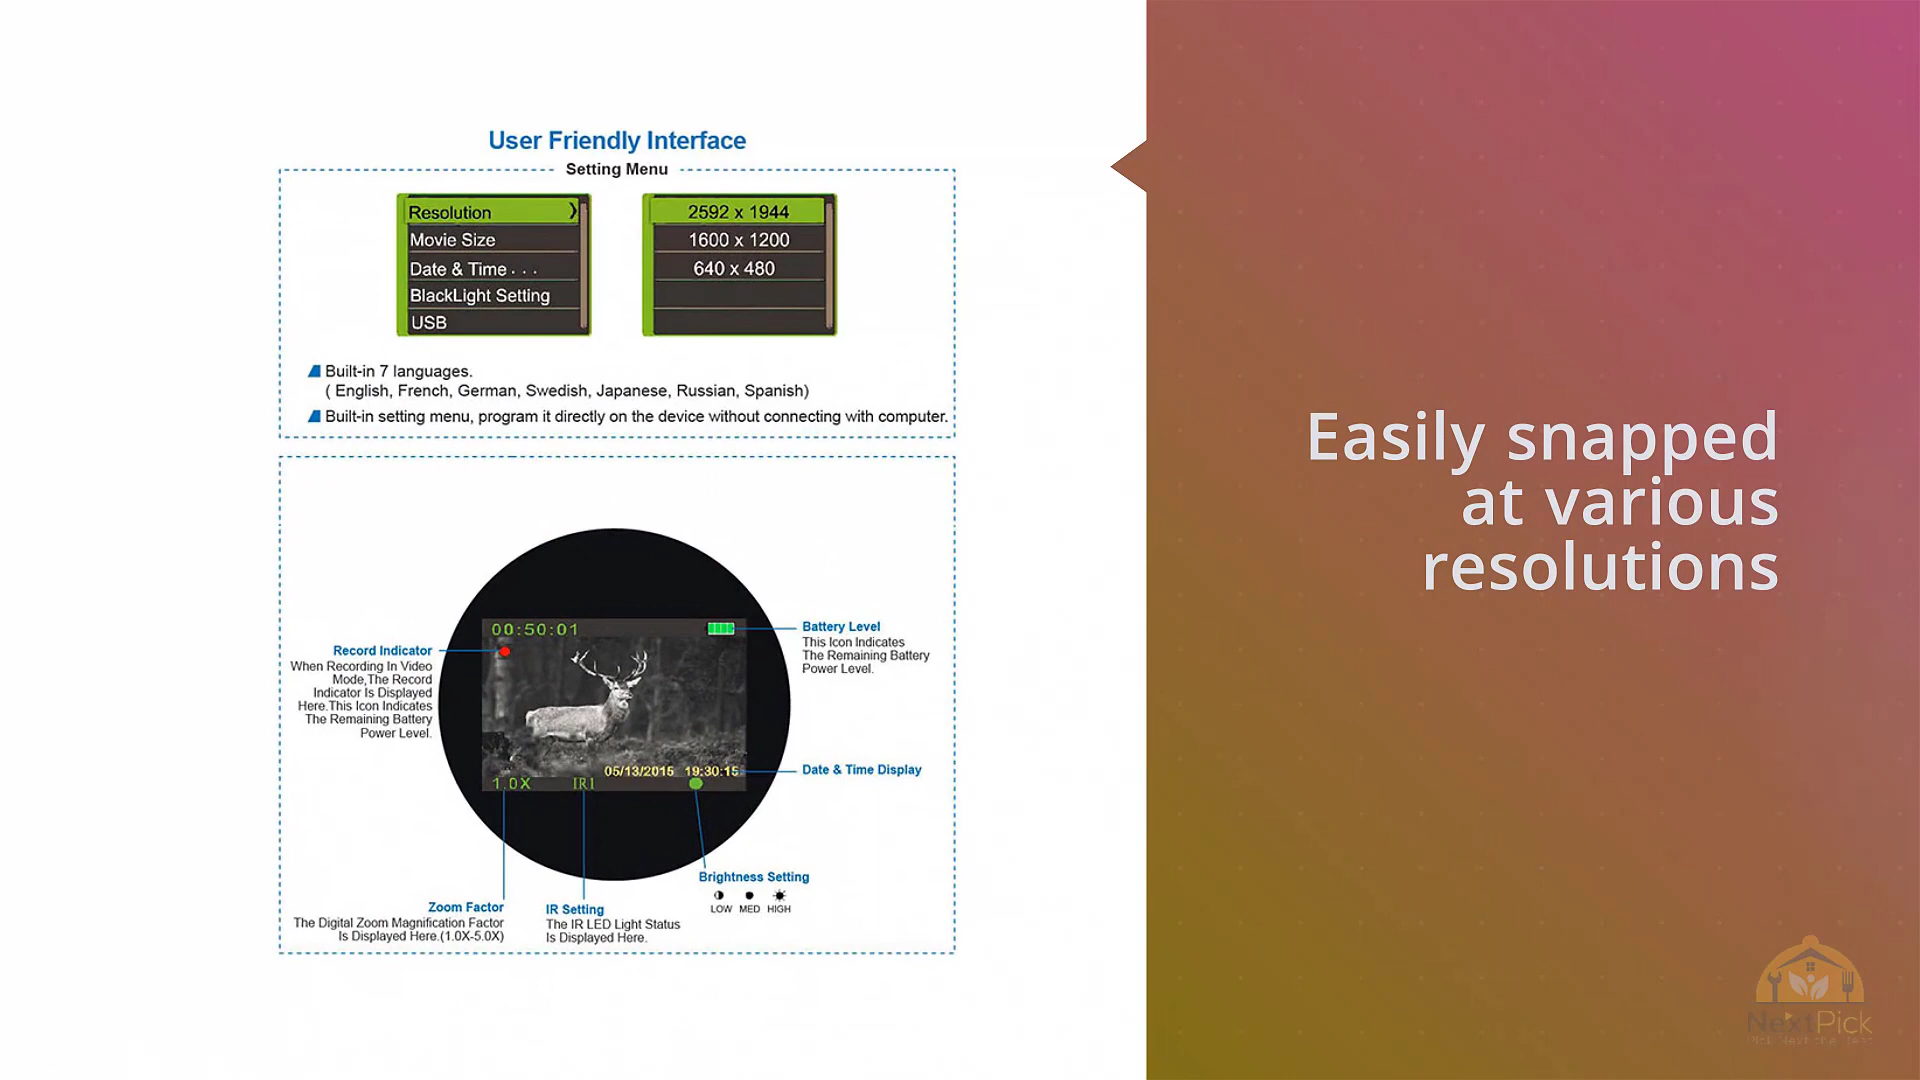 User Friendly Interface
Setting Menu
Resolution
Movie Size
Date & Time . . .
BlackLight Setting
USB
2592 x 1944
1600 x 1200
640 x 480
Built-in 7 languages.
( English, French, German, Swedish, Japanese, Russian, Spanish)
Built-in setting menu, program it directly on the device without connecting with computer.
00:50:01
Record Indicator
When Recording In Video
Mode,The Record
Indicator Is Displayed
Here.This Icon Indicates
The Remaining Battery
Power Level.
Battery Level
This Icon Indicates
The Remaining Battery
Power Level.
05/13/2015 19:30:15
Date & Time Display
1.0X
IR1
Brightness Setting
LOW MED HIGH
Zoom Factor
The Digital Zoom Magnification Factor
Is Displayed Here.(1.0X-5.0X)
IR Setting
The IR LED Light Status
Is Displayed Here.
Easily snapped
at various
resolutions
NextPick